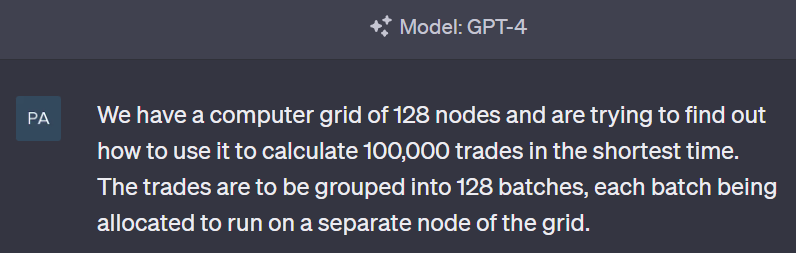 Model: GPT-4
PA
We have a computer grid of 128 nodes and are trying to find out
how to use it to calculate 100,000 trades in the shortest time.
The trades are to be grouped into 128 batches, each batch being
allocated to run on a separate node of the grid.